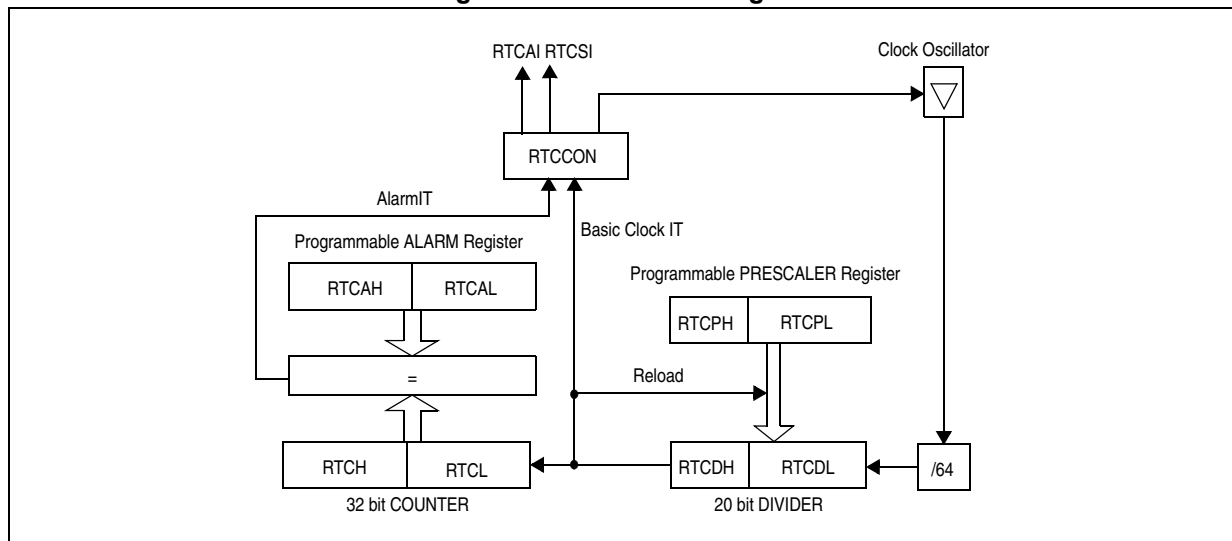 RTCAI RTCSI
Clock Oscillator
RTCCON
AlarmIT
Basic Clock IT
Programmable ALARM Register
Programmable PRESCALER Register
RTCAH
RTCAL
RTCPH
RTCPL
=
Reload
RTCH
RTCL
RTCDH
RTCDL
/64
32 bit COUNTER
20 bit DIVIDER